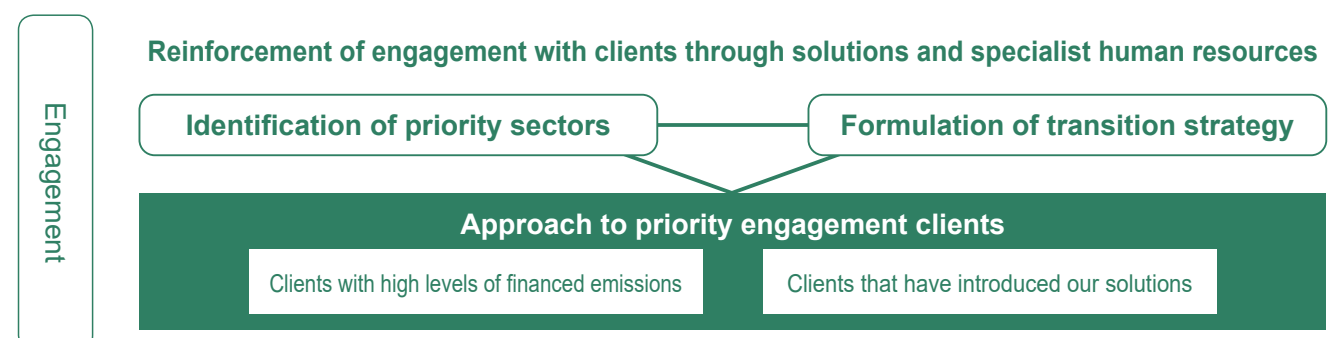 Engagement
Reinforcement of engagement with clients through solutions and specialist human resources
Identification of priority sectors
Formulation of transition strategy
Approach to priority engagement clients
Clients with high levels of financed emissions
Clients that have introduced our solutions